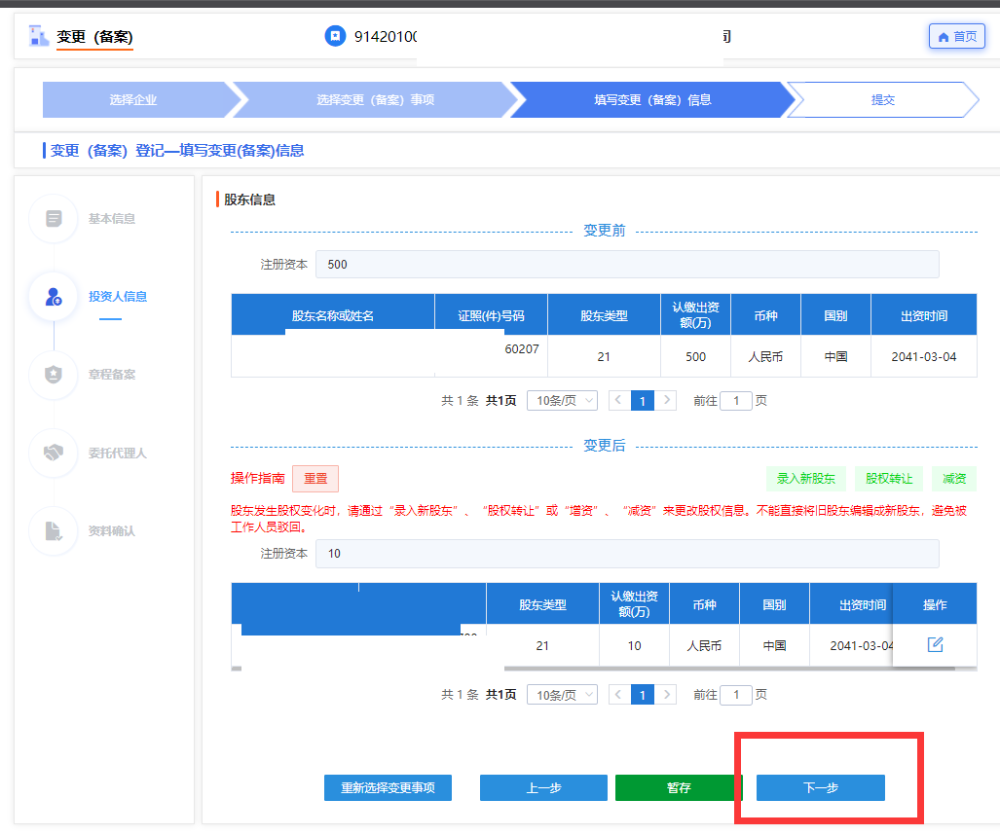 变更（备案）
91420100
司
首页
选择企业
选择变更（备案）事项
填写变更（备案）信息
提交
变更（备案）登记—填写变更(备案)信息
基本信息
投资人信息
章程备案
委托代理人
资料确认
股东信息
变更前
注册资本 500
股东名称或姓名 证照(件)号码 股东类型 认缴出资额(万) 币种 国别 出资时间
60207 21 500 人民币 中国 2041-03-04
共 1 条 共1页 10条/页 1 前往 1 页
变更后
操作指南 重置 录入新股东 股权转让 减资
股东发生股权变化时，请通过“录入新股东”、“股权转让”或“增资”、“减资”来更改股权信息。不能直接将旧股东编辑成新股东，避免被
工作人员驳回。
注册资本 10
股东类型 认缴出资额(万) 币种 国别 出资时间 操作
21 10 人民币 中国 2041-03-04
共 1 条 共1页 10条/页 1 前往 1 页
重新选择变更事项 上一步 暂存 下一步